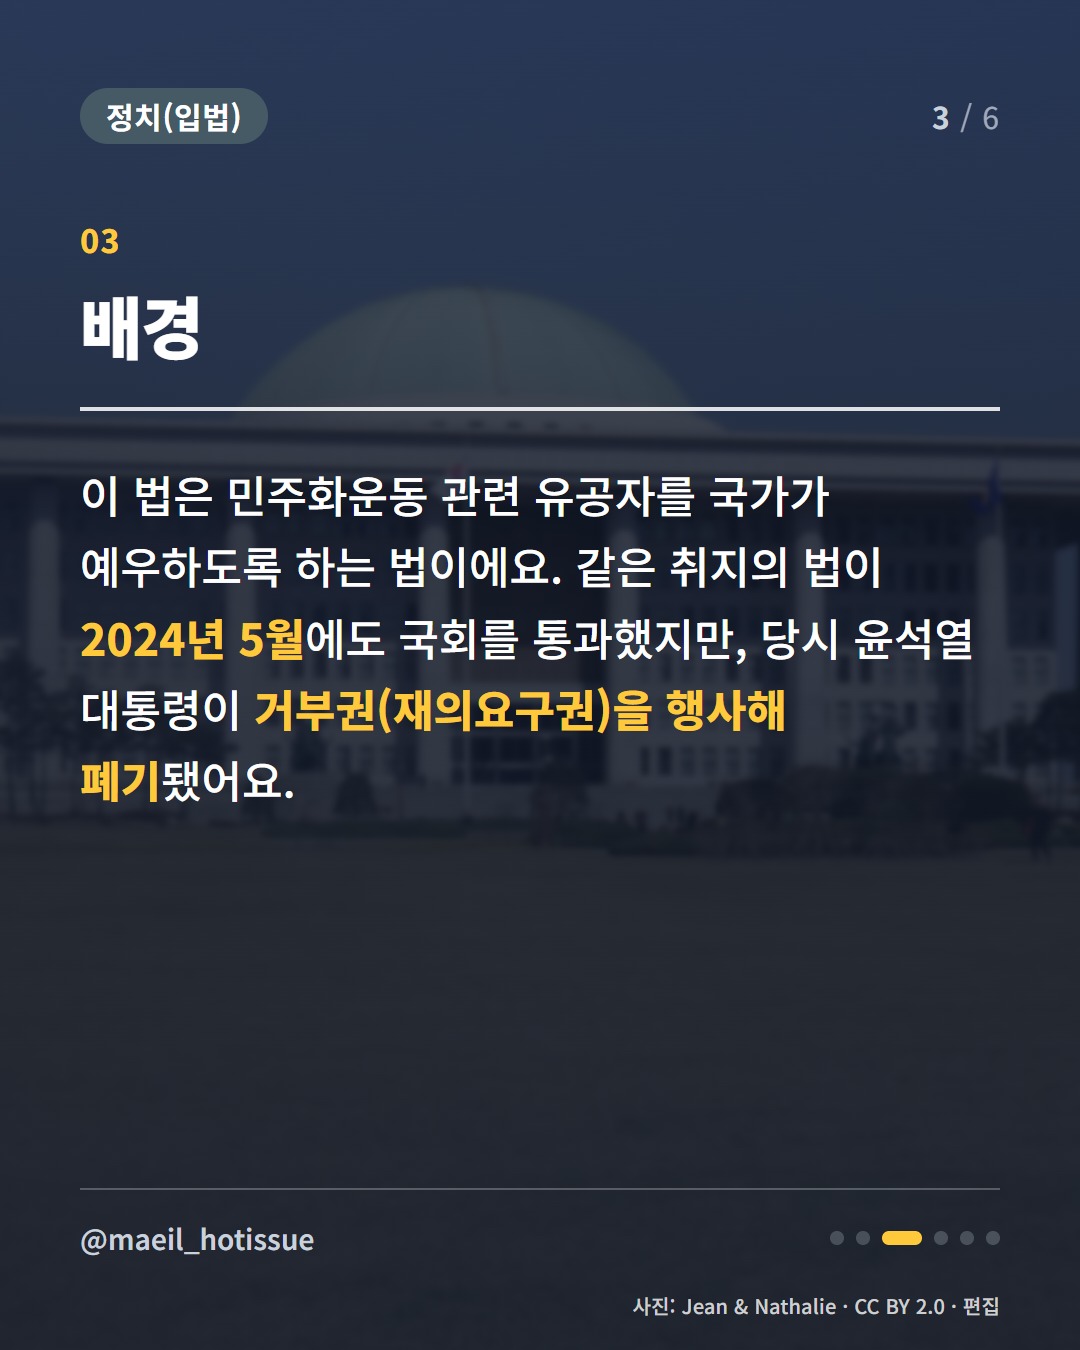 정치(입법)
3 / 6
03
배경
이 법은 민주화운동 관련 유공자를 국가가
예우하도록 하는 법이에요. 같은 취지의 법이
2024년 5월에도 국회를 통과했지만, 당시 윤석열
대통령이 거부권(재의요구권)을 행사해
폐기됐어요.
@maeil_hotissue
사진: Jean & Nathalie · CC BY 2.0 · 편집